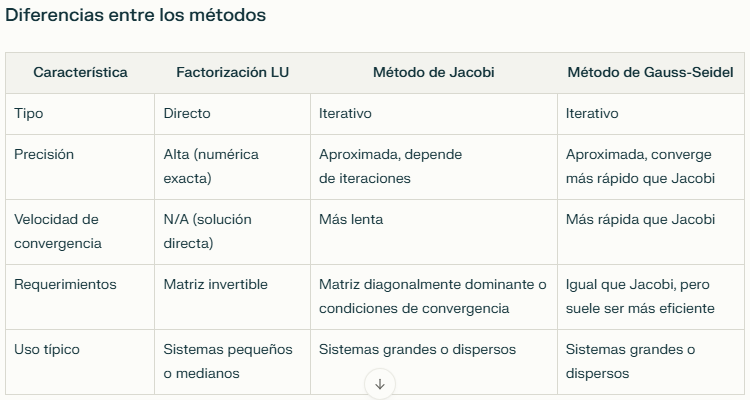 Diferencias entre los métodos
Característica Factorización LU Método de Jacobi Método de Gauss-Seidel
Tipo Directo Iterativo Iterativo
Precisión Alta (numérica Aproximada, depende Aproximada, converge
exacta) de iteraciones más rápido que Jacobi
Velocidad de N/A (solución Más lenta Más rápida que Jacobi
convergencia directa)
Requerimientos Matriz invertible Matriz diagonalmente dominante o Igual que Jacobi, pero
condiciones de convergencia suele ser más eficiente
Uso típico Sistemas pequeños Sistemas grandes o dispersos Sistemas grandes o
o medianos dispersos